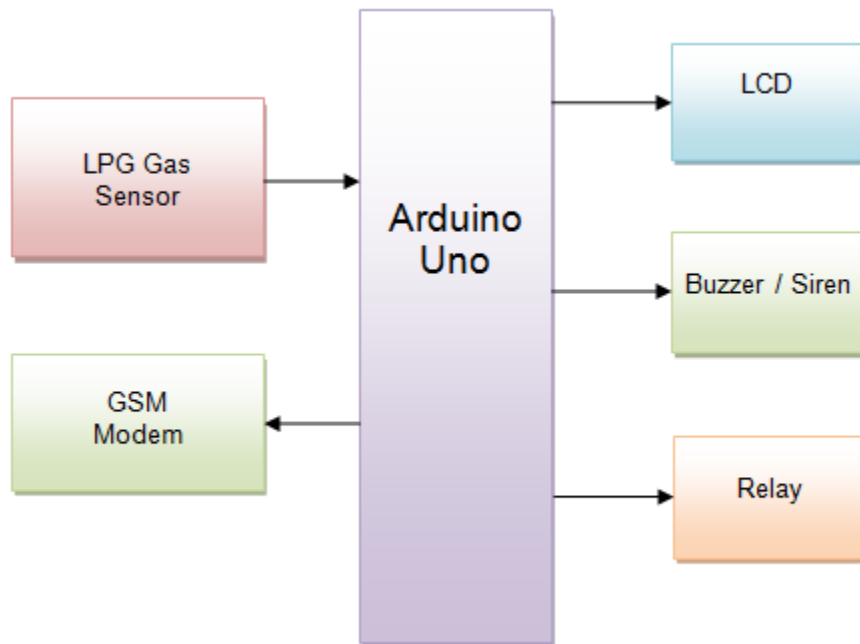 LPG Gas
Sensor
GSM
Modem
Arduino
Uno
LCD
Buzzer / Siren
Relay